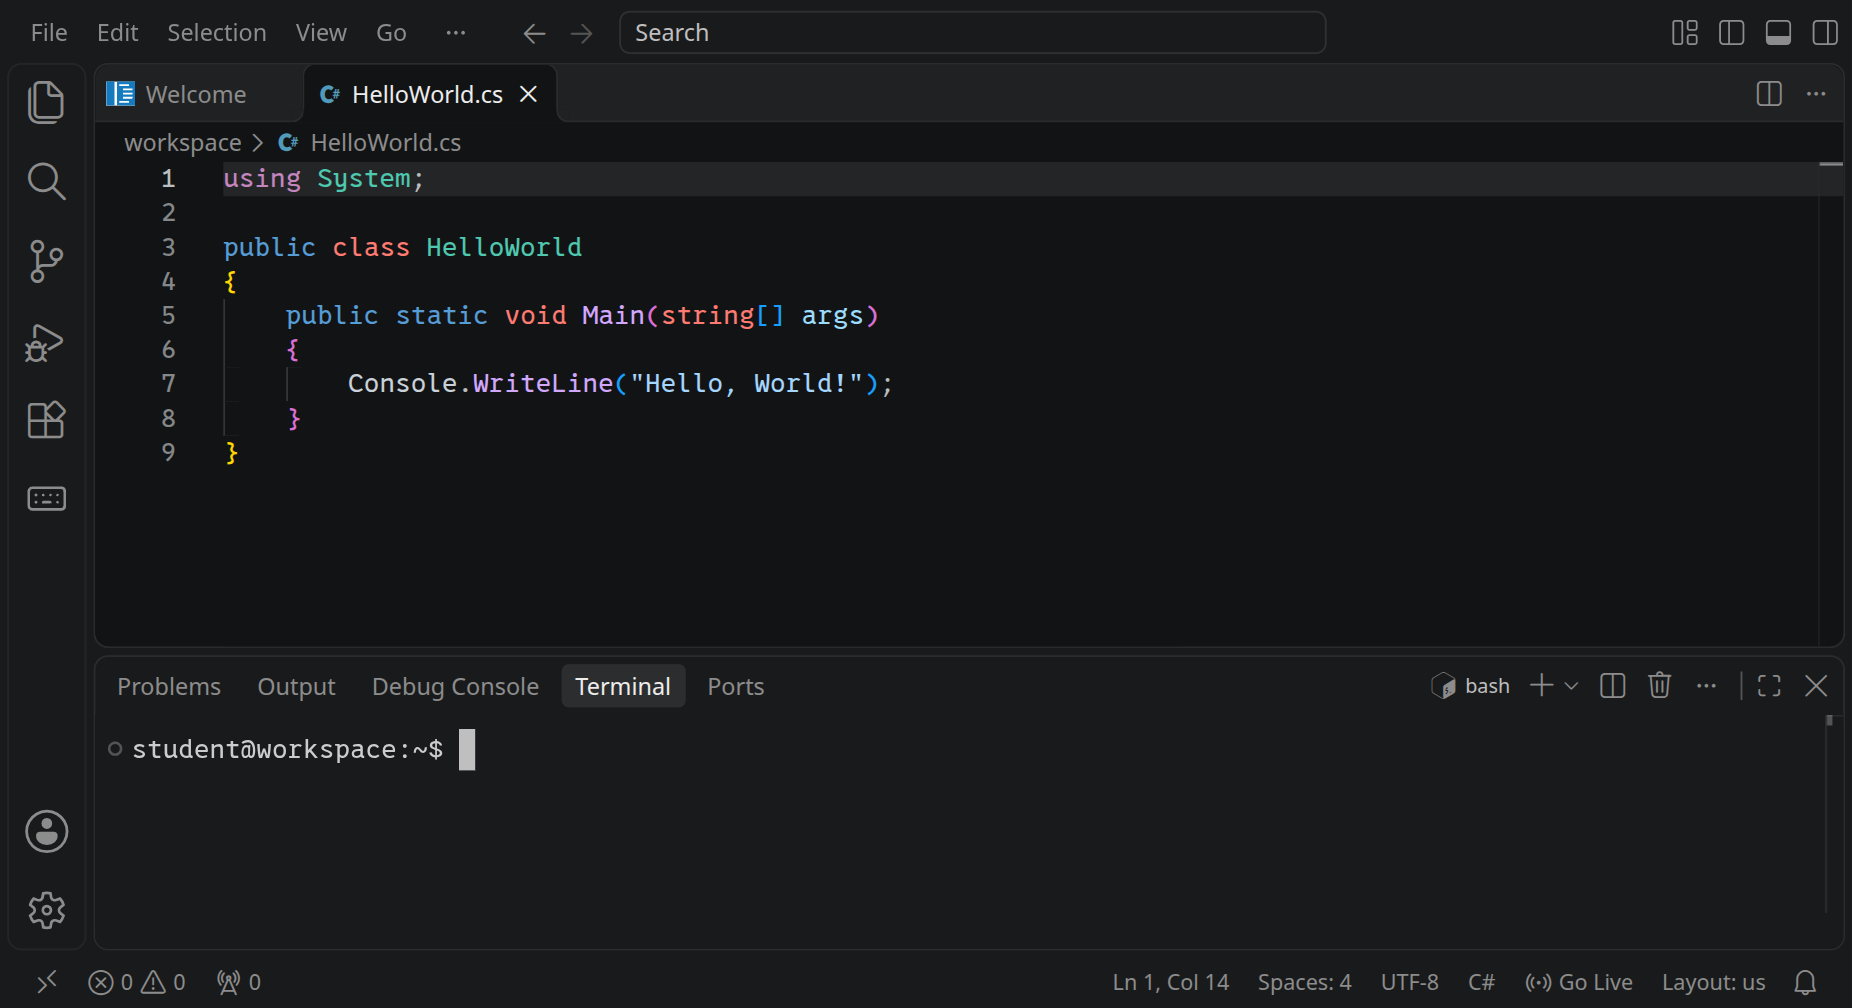 File Edit Selection View Go ··· Search
Welcome HelloWorld.cs
workspace > HelloWorld.cs
1 using System;
2
3 public class HelloWorld
4 {
5     public static void Main(string[] args)
6     {
7         Console.WriteLine("Hello, World!");
8     }
9 }
Problems Output Debug Console Terminal Ports bash
student@workspace:~$
0 0 0 Ln 1, Col 14 Spaces: 4 UTF-8 C# Go Live Layout: us